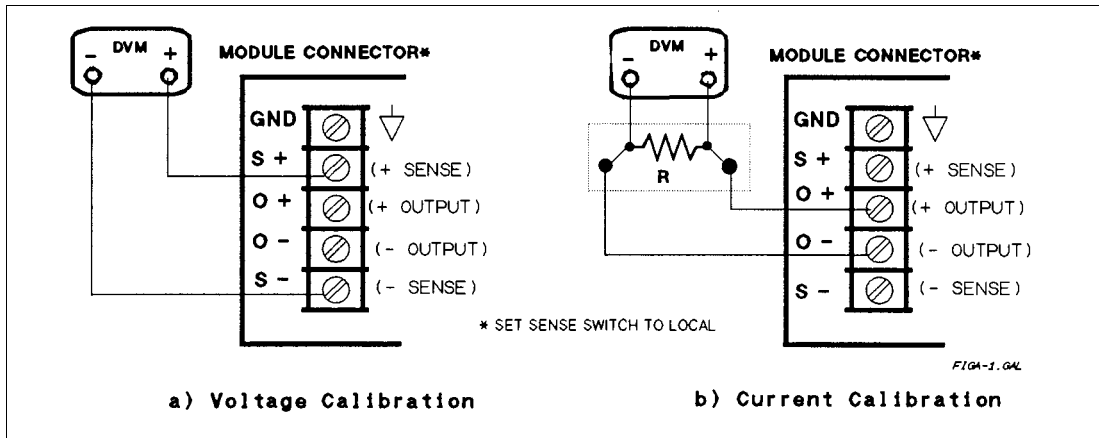 - DVM +
MODULE CONNECTOR*
GND
S + (+ SENSE)
O + (+ OUTPUT)
O - (- OUTPUT)
S - (- SENSE)
a) Voltage Calibration
- DVM +
MODULE CONNECTOR*
R
GND
S + (+ SENSE)
O + (+ OUTPUT)
O - (- OUTPUT)
S - (- SENSE)
* SET SENSE SWITCH TO LOCAL
FIGA-1.GAL
b) Current Calibration